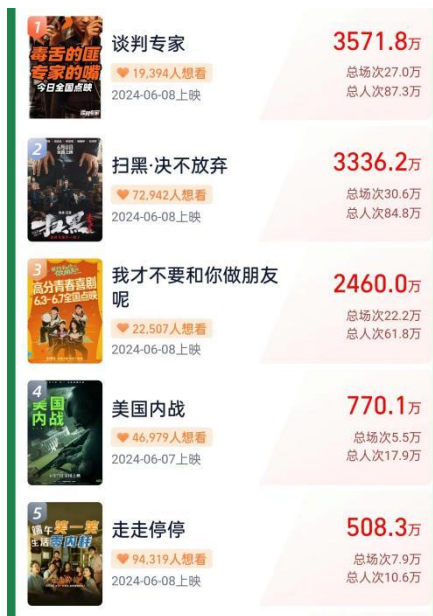 1
毒舌的匪
专家的嘴
今日全国点映
谈判专家
19,394人想看
2024-06-08上映
3571.8万
总场次27.0万
总人次87.3万
2
扫黑
扫黑·决不放弃
72,942人想看
2024-06-08上映
3336.2万
总场次30.6万
总人次84.8万
3
高分青春喜剧
6.3-6.7全国点映
我才不要和你做朋友
呢
22,507人想看
2024-06-08上映
2460.0万
总场次22.2万
总人次61.8万
4
美国
内战
美国内战
46,979人想看
2024-06-07上映
770.1万
总场次5.5万
总人次17.9万
5
端午 笑一笑
生活
走走停停
94,319人想看
2024-06-08上映
508.3万
总场次7.9万
总人次10.6万